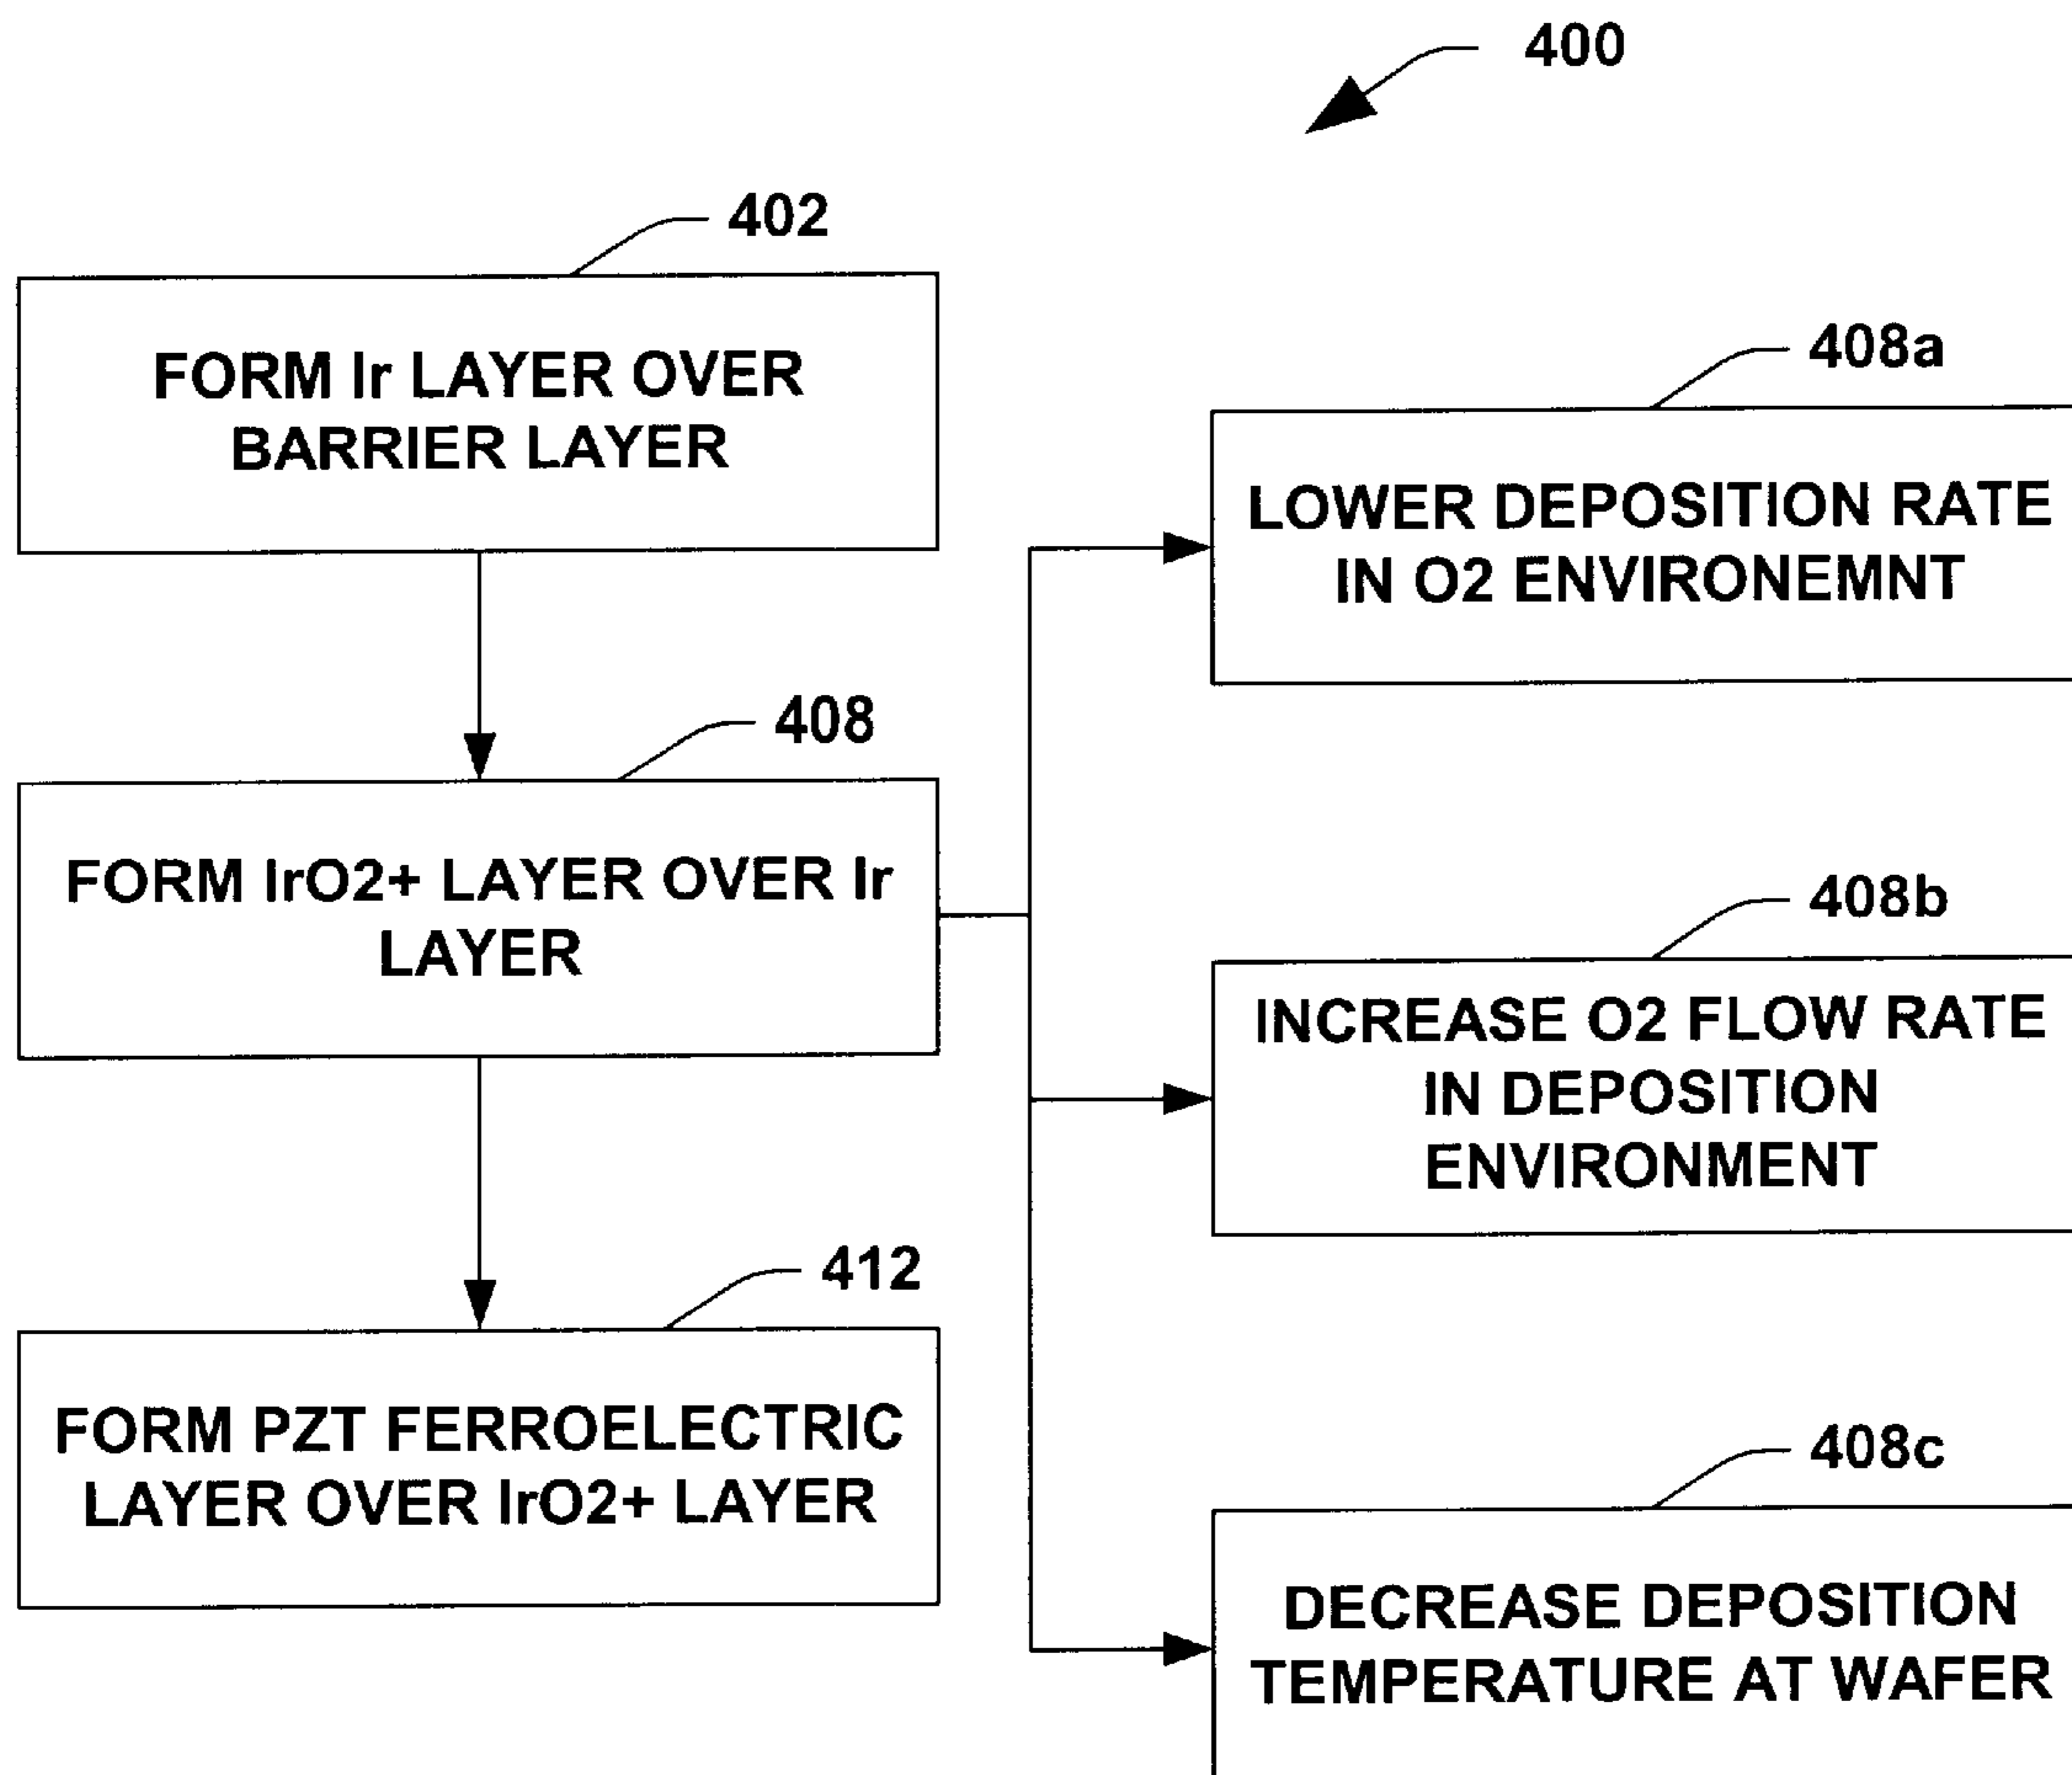 400
402
FORM Ir LAYER OVER
BARRIER LAYER
408
FORM IrO2+ LAYER OVER Ir
LAYER
412
FORM PZT FERROELECTRIC
LAYER OVER IrO2+ LAYER
408a
LOWER DEPOSITION RATE
IN O2 ENVIRONEMNT
408b
INCREASE O2 FLOW RATE
IN DEPOSITION
ENVIRONMENT
408c
DECREASE DEPOSITION
TEMPERATURE AT WAFER